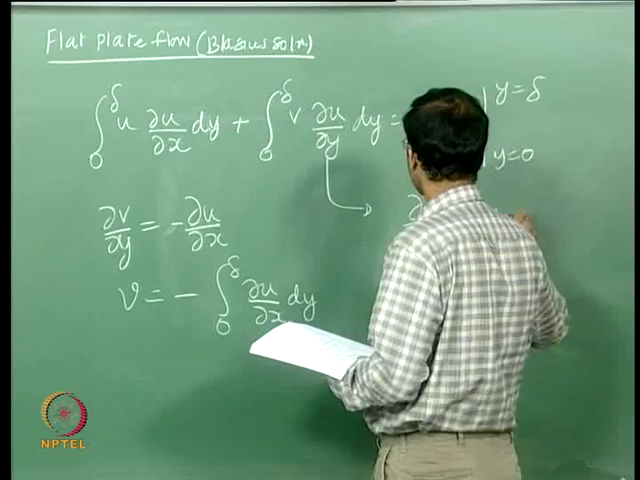 Flat plate flow (Blasius soln)
∫₀^δ u ∂u/∂x dy + ∫₀^δ v ∂u/∂y dy = | y=δ
| y=0
∂v/∂y = - ∂u/∂x
v = - ∫₀^δ ∂u/∂x dy
NPTEL